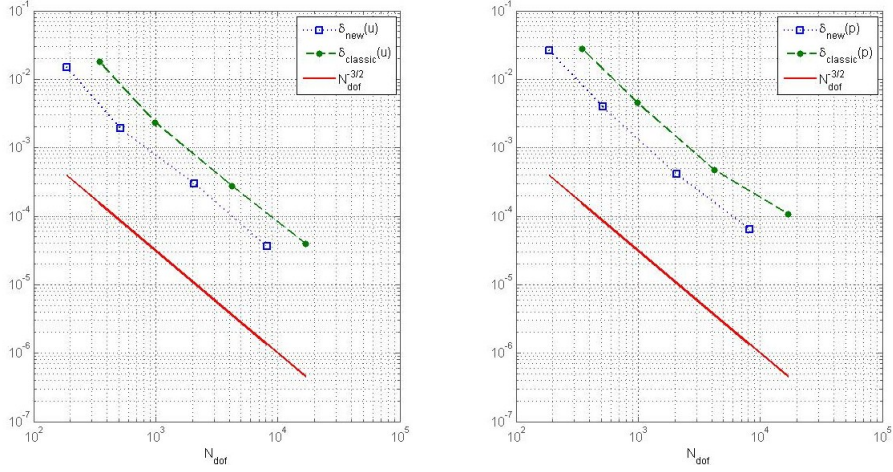 10^-1
10^-2
10^-3
10^-4
10^-5
10^-6
10^-7
10^2
10^3
10^4
10^5
N_dof
δ_new(u)
δ_classic(u)
N_dof^-3/2
10^-1
10^-2
10^-3
10^-4
10^-5
10^-6
10^-7
10^2
10^3
10^4
10^5
N_dof
δ_new(p)
δ_classic(p)
N_dof^-3/2